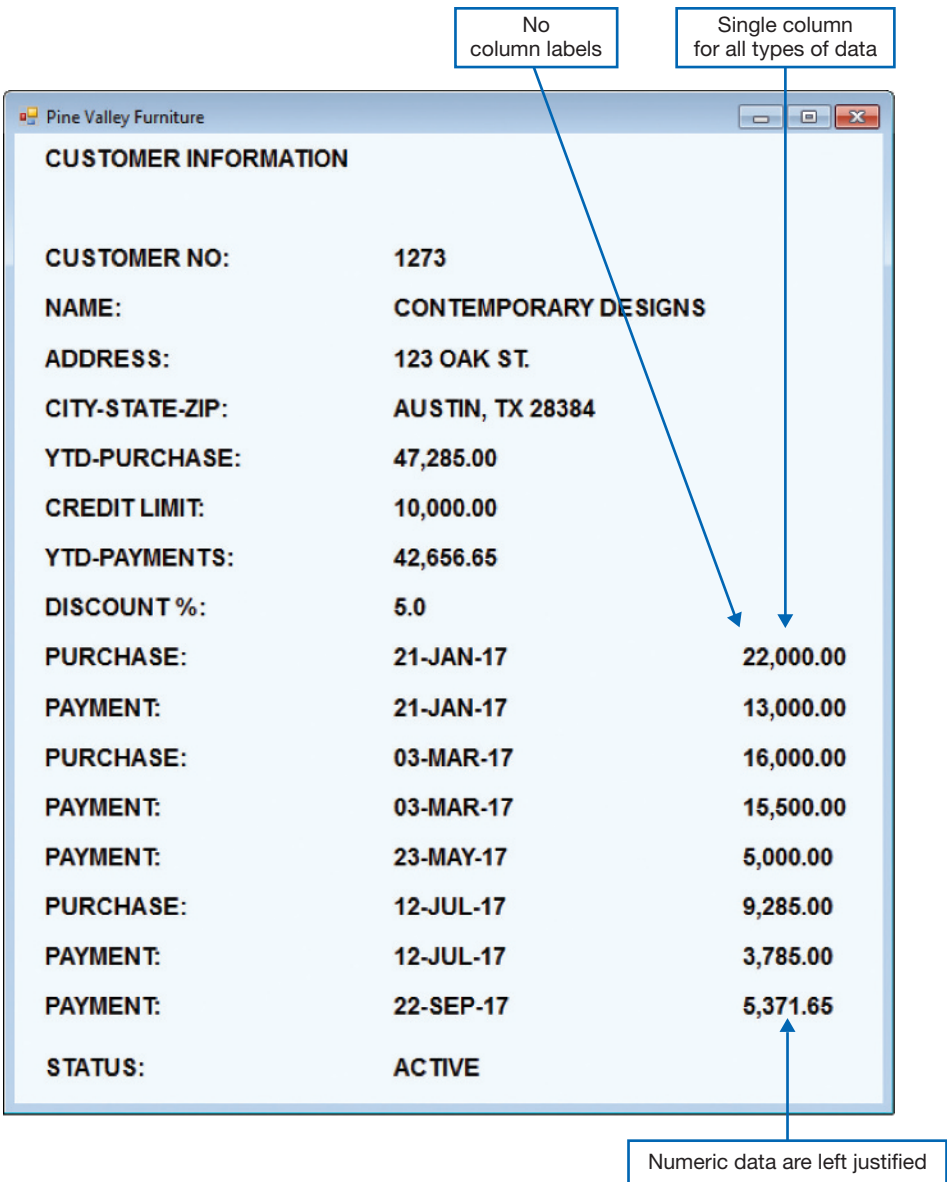 No
column labels
Single column
for all types of data
Pine Valley Furniture
CUSTOMER INFORMATION
CUSTOMER NO: 1273
NAME: CONTEMPORARY DESIGNS
ADDRESS: 123 OAK ST.
CITY-STATE-ZIP: AUSTIN, TX 28384
YTD-PURCHASE: 47,285.00
CREDIT LIMIT: 10,000.00
YTD-PAYMENTS: 42,656.65
DISCOUNT %: 5.0
PURCHASE: 21-JAN-17 22,000.00
PAYMENT: 21-JAN-17 13,000.00
PURCHASE: 03-MAR-17 16,000.00
PAYMENT: 03-MAR-17 15,500.00
PAYMENT: 23-MAY-17 5,000.00
PURCHASE: 12-JUL-17 9,285.00
PAYMENT: 12-JUL-17 3,785.00
PAYMENT: 22-SEP-17 5,371.65
STATUS: ACTIVE
Numeric data are left justified